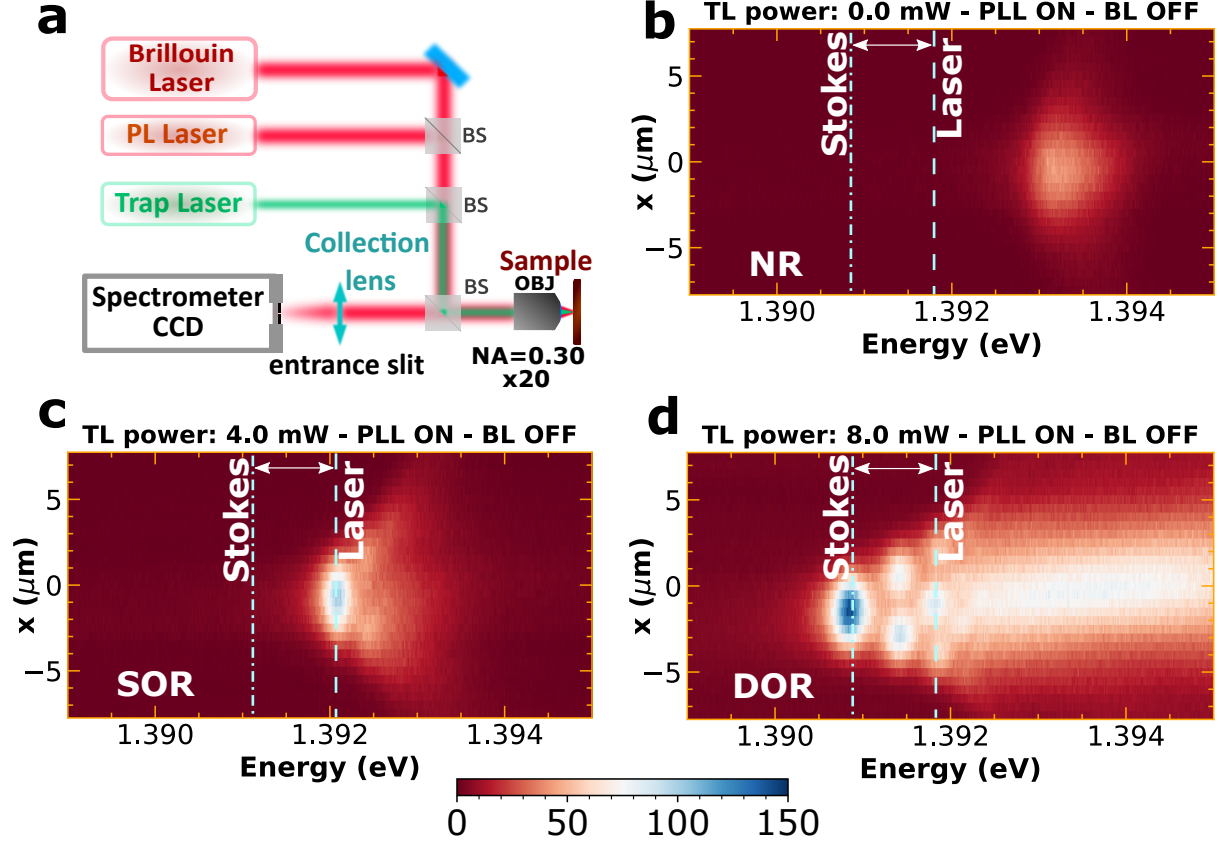 a
Brillouin
Laser
PL Laser
Trap Laser
BS
BS
BS
Collection
lens
Sample
OBJ
Spectrometer
CCD
entrance slit
NA=0.30
x20
b
TL power: 0.0 mW - PLL ON - BL OFF
Stokes
Laser
NR
5
0
−5
x (μm)
1.390
1.392
1.394
Energy (eV)
c
TL power: 4.0 mW - PLL ON - BL OFF
Stokes
Laser
SOR
5
0
−5
x (μm)
1.390
1.392
1.394
Energy (eV)
d
TL power: 8.0 mW - PLL ON - BL OFF
Stokes
Laser
DOR
5
0
−5
x (μm)
1.390
1.392
1.394
Energy (eV)
0
50
100
150